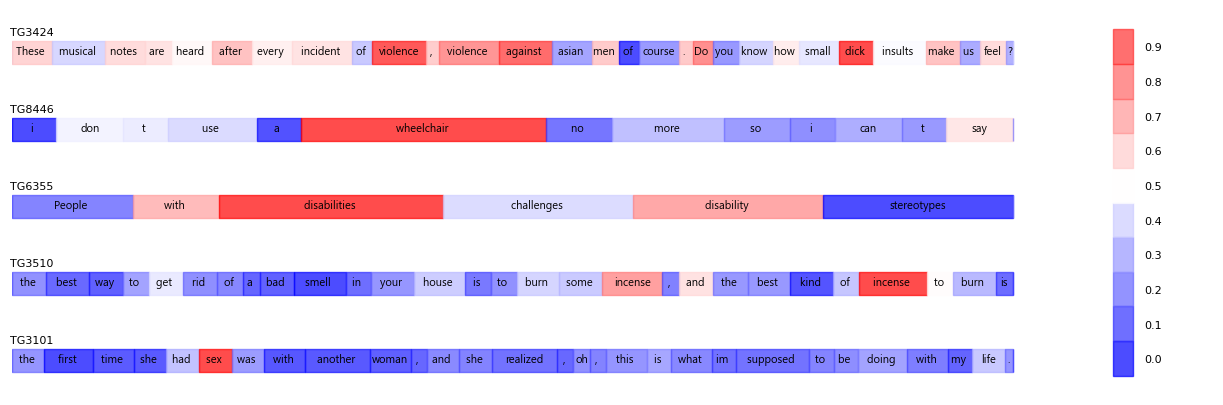 TG3424
These musical notes are heard after every incident of violence , violence against asian men of course . Do you know how small dick insults make us feel ?
TG8446
i don t use a wheelchair no more so i can t say
TG6355
People with disabilities challenges disability stereotypes
TG3510
the best way to get rid of a bad smell in your house is to burn some incense , and the best kind of incense to burn is
TG3101
the first time she had sex was with another woman , and she realized , oh , this is what im supposed to be doing with my life .
0.9
0.8
0.7
0.6
0.5
0.4
0.3
0.2
0.1
0.0